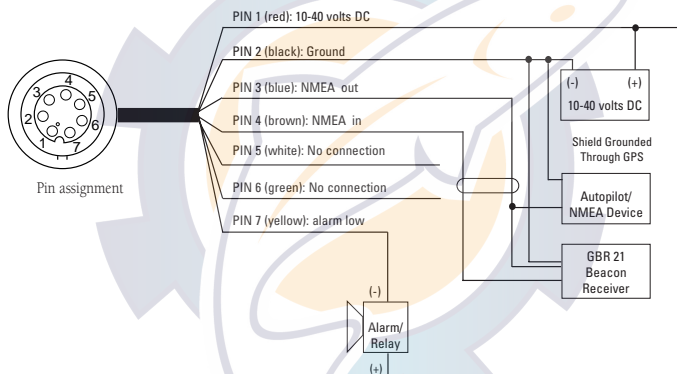 PIN 1 (red): 10-40 volts DC
PIN 2 (black): Ground
PIN 3 (blue): NMEA out
PIN 4 (brown): NMEA in
PIN 5 (white): No connection
PIN 6 (green): No connection
PIN 7 (yellow): alarm low
4
3
5
2
6
1
7
Pin assignment
(-)
(+)
10-40 volts DC
Shield Grounded
Through GPS
Autopilot/
NMEA Device
GBR 21
Beacon
Receiver
(-)
Alarm/
Relay
(+)